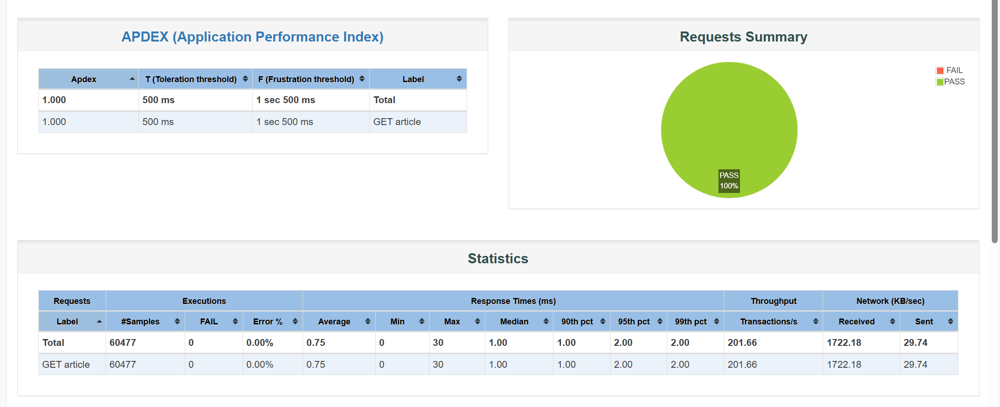 APDEX (Application Performance Index)
Apdex T (Toleration threshold) F (Frustration threshold) Label
1.000 500 ms 1 sec 500 ms Total
1.000 500 ms 1 sec 500 ms GET article
Requests Summary
FAIL
PASS
PASS
100%
Statistics
Requests Executions Response Times (ms) Throughput Network (KB/sec)
Label #Samples FAIL Error % Average Min Max Median 90th pct 95th pct 99th pct Transactions/s Received Sent
Total 60477 0 0.00% 0.75 0 30 1.00 1.00 2.00 2.00 201.66 1722.18 29.74
GET article 60477 0 0.00% 0.75 0 30 1.00 1.00 2.00 2.00 201.66 1722.18 29.74